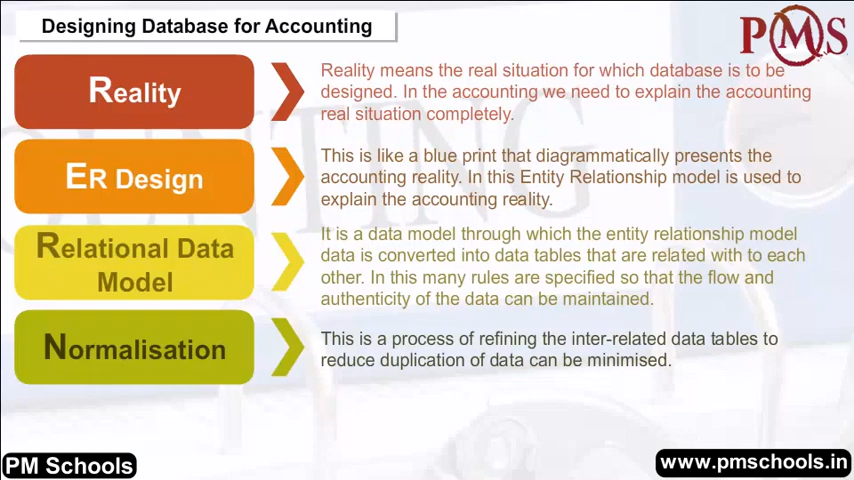 Designing Database for Accounting
PMS
Reality
Reality means the real situation for which database is to be
designed. In the accounting we need to explain the accounting
real situation completely.
ER Design
This is like a blue print that diagrammatically presents the
accounting reality. In this Entity Relationship model is used to
explain the accounting reality.
Relational Data
Model
It is a data model through which the entity relationship model
data is converted into data tables that are related with to each
other. In this many rules are specified so that the flow and
authenticity of the data can be maintained.
Normalisation
This is a process of refining the inter-related data tables to
reduce duplication of data can be minimised.
PM Schools
www.pmschools.in